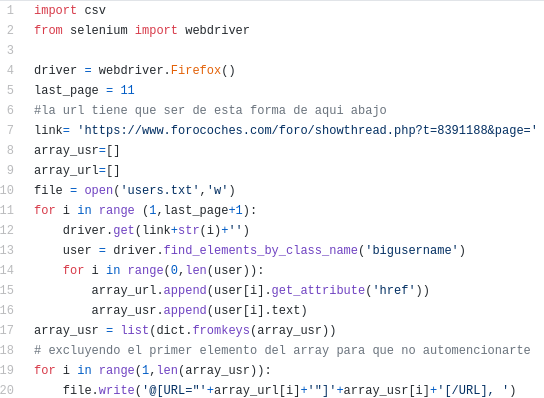 1 import csv
2 from selenium import webdriver
3
4 driver = webdriver.Firefox()
5 last_page = 11
6 #la url tiene que ser de esta forma de aqui abajo
7 link= 'https://www.forocoches.com/foro/showthread.php?t=8391188&page='
8 array_usr=[]
9 array_url=[]
10 file = open('users.txt','w')
11 for i in range (1,last_page+1):
12     driver.get(link+str(i)+'')
13     user = driver.find_elements_by_class_name('bigusername')
14     for i in range(0,len(user)):
15         array_url.append(user[i].get_attribute('href'))
16         array_usr.append(user[i].text)
17 array_usr = list(dict.fromkeys(array_usr))
18 # excluyendo el primer elemento del array para que no automencionarte
19 for i in range(1,len(array_usr)):
20     file.write('@[URL="'+array_url[i]+'"]'+array_usr[i]+'[/URL], ')